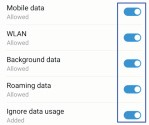 Mobile data
Allowed
WLAN
Allowed
Background data
Allowed
Roaming data
Allowed
Ignore data usage
Added